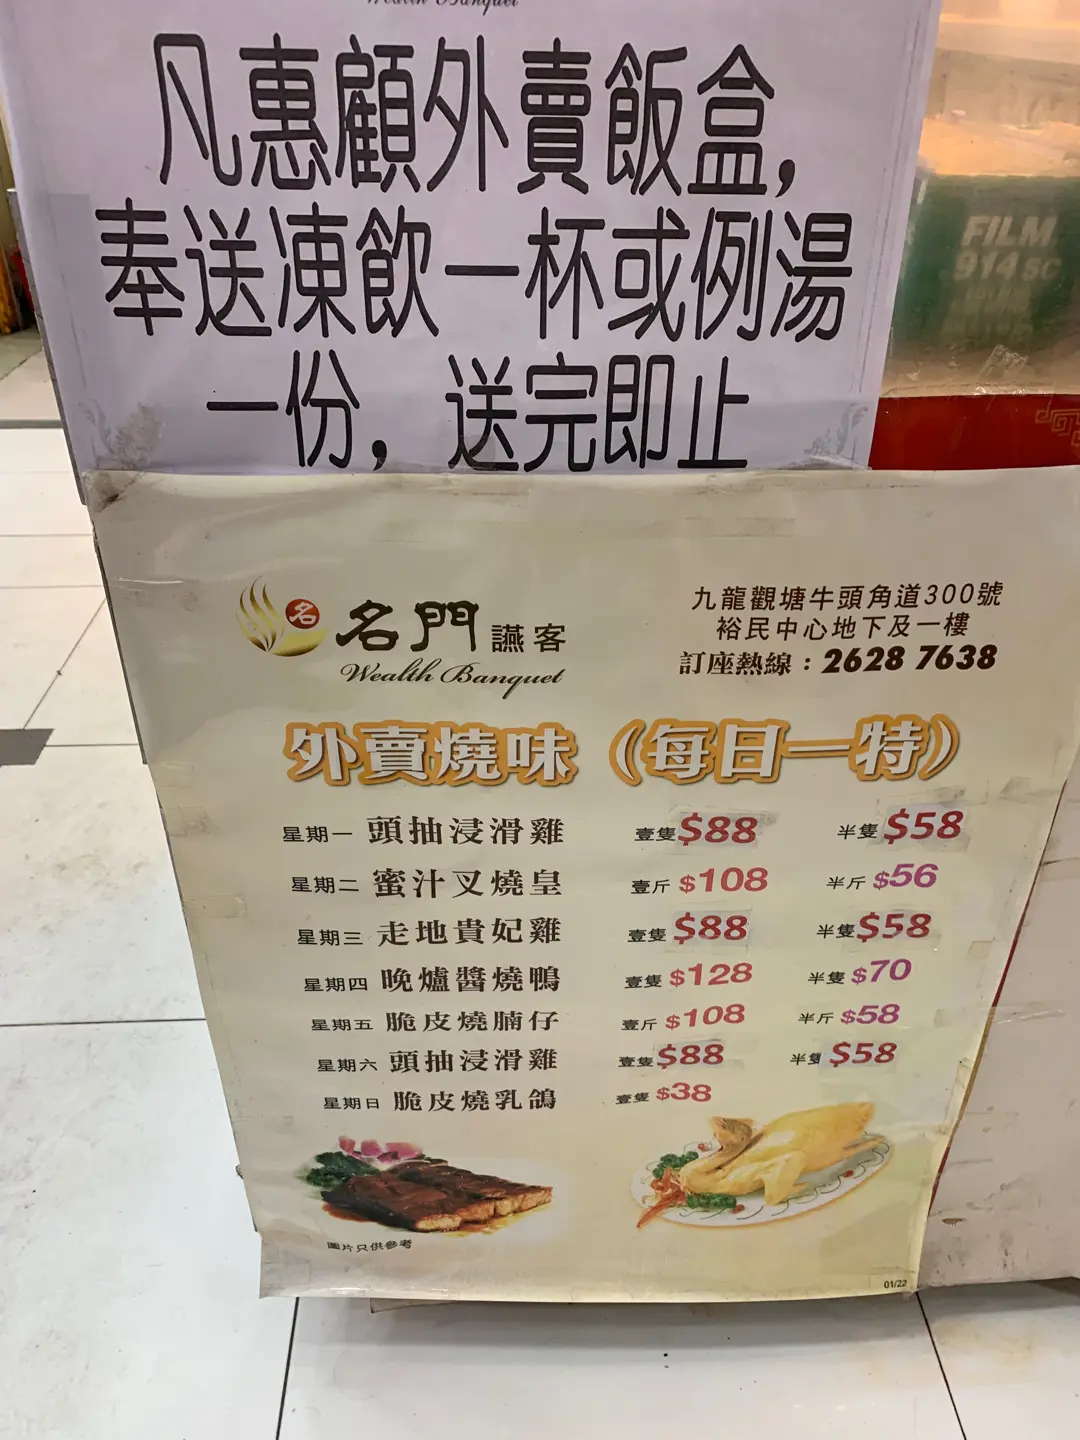 Wealth Banquet
凡惠顧外賣飯盒，
奉送凍飲一杯或例湯
一份，送完即止
FILM
914 SC
名
名門讌客
Wealth Banquet
九龍觀塘牛頭角道300號
裕民中心地下及一樓
訂座熱線：2628 7638
外賣燒味（每日一特）
星期一 頭抽浸滑雞 壹隻 $88 半隻 $58
星期二 蜜汁叉燒皇 壹斤 $108 半斤 $56
星期三 走地貴妃雞 壹隻 $88 半隻 $58
星期四 晚爐醬燒鴨 壹隻 $128 半隻 $70
星期五 脆皮燒腩仔 壹斤 $108 半斤 $58
星期六 頭抽浸滑雞 壹隻 $88 半隻 $58
星期日 脆皮燒乳鴿 壹隻 $38
圖片只供參考
01/22